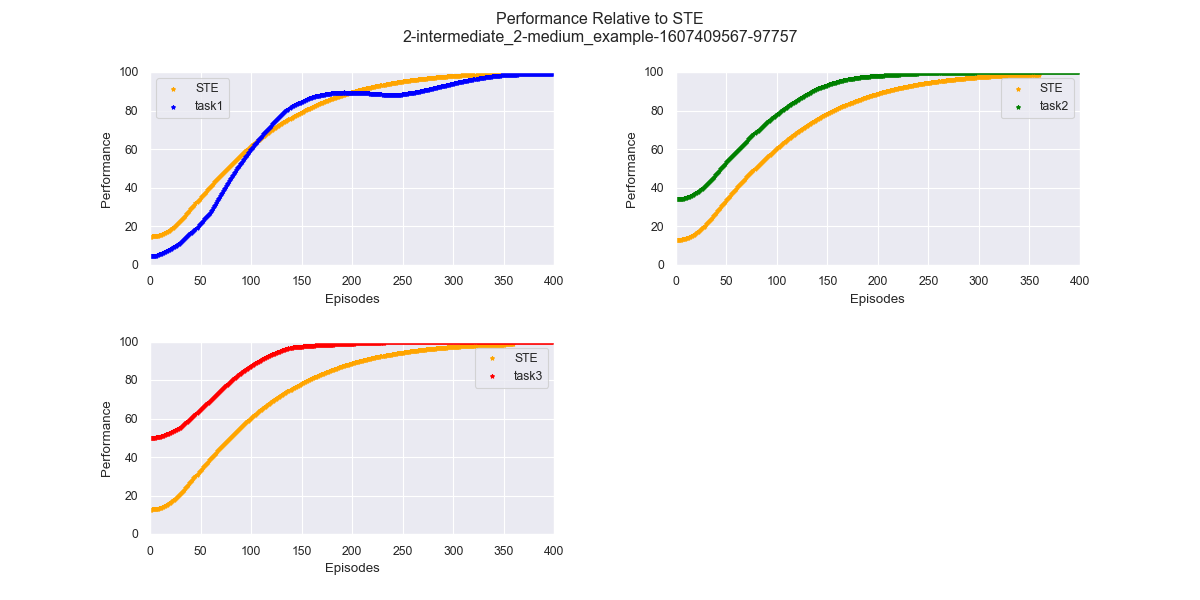 Performance Relative to STE
2-intermediate_2-medium_example-1607409567-97757
100
80
60
40
20
0
Performance
STE
task1
0 50 100 150 200 250 300 350 400
Episodes
100
80
60
40
20
0
Performance
STE
task2
0 50 100 150 200 250 300 350 400
Episodes
100
80
60
40
20
0
Performance
STE
task3
0 50 100 150 200 250 300 350 400
Episodes